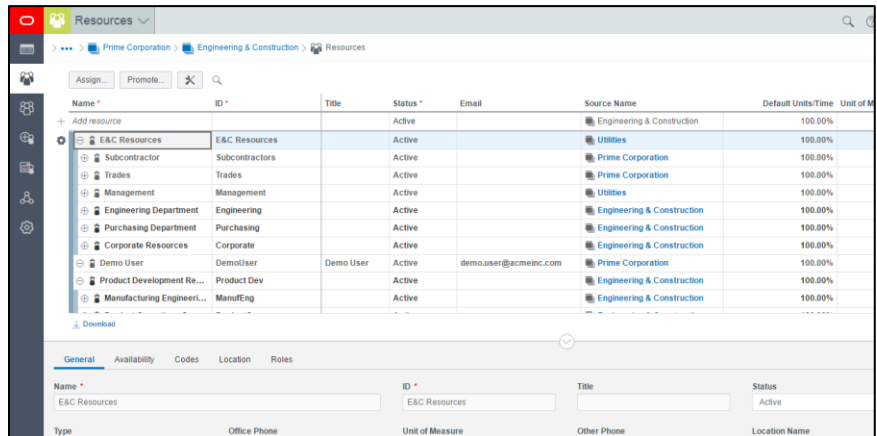 Resources
> ••• > Prime Corporation > Engineering & Construction > Resources
Assign... Promote...
Name * ID * Title Status * Email Source Name Default Units/Time Unit of M
Add resource Active Engineering & Construction 100.00%
E&C Resources E&C Resources Active Utilities 100.00%
Subcontractor Subcontractors Active Prime Corporation 100.00%
Trades Trades Active Prime Corporation 100.00%
Management Management Active Utilities 100.00%
Engineering Department Engineering Active Engineering & Construction 100.00%
Purchasing Department Purchasing Active Engineering & Construction 100.00%
Corporate Resources Corporate Active Engineering & Construction 100.00%
Demo User DemoUser Demo User Active demo.user@acmeinc.com Prime Corporation 100.00%
Product Development Re... Product Dev Active Engineering & Construction 100.00%
Manufacturing Engineeri... ManufEng Active Engineering & Construction 100.00%
Download
General Availability Codes Location Roles
Name * ID * Title Status
E&C Resources E&C Resources Active
Type Office Phone Unit of Measure Other Phone Location Name